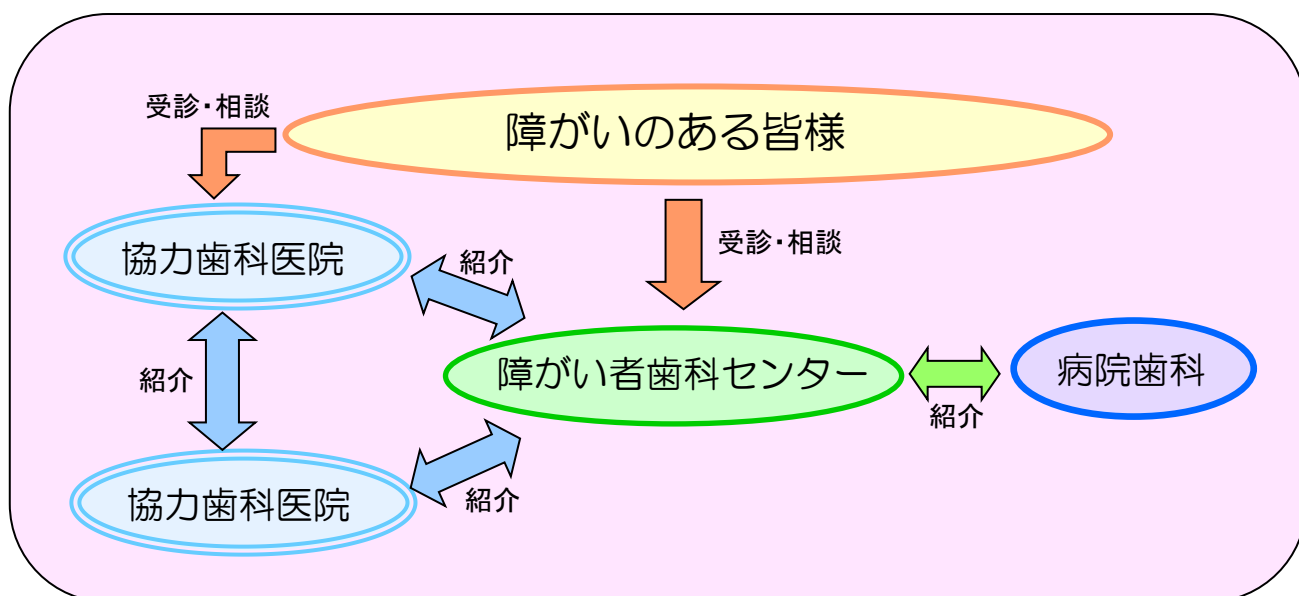 受診・相談
障がいのある皆様
受診・相談
協力歯科医院
紹介
障がい者歯科センター
病院歯科
紹介
紹介
協力歯科医院
紹介